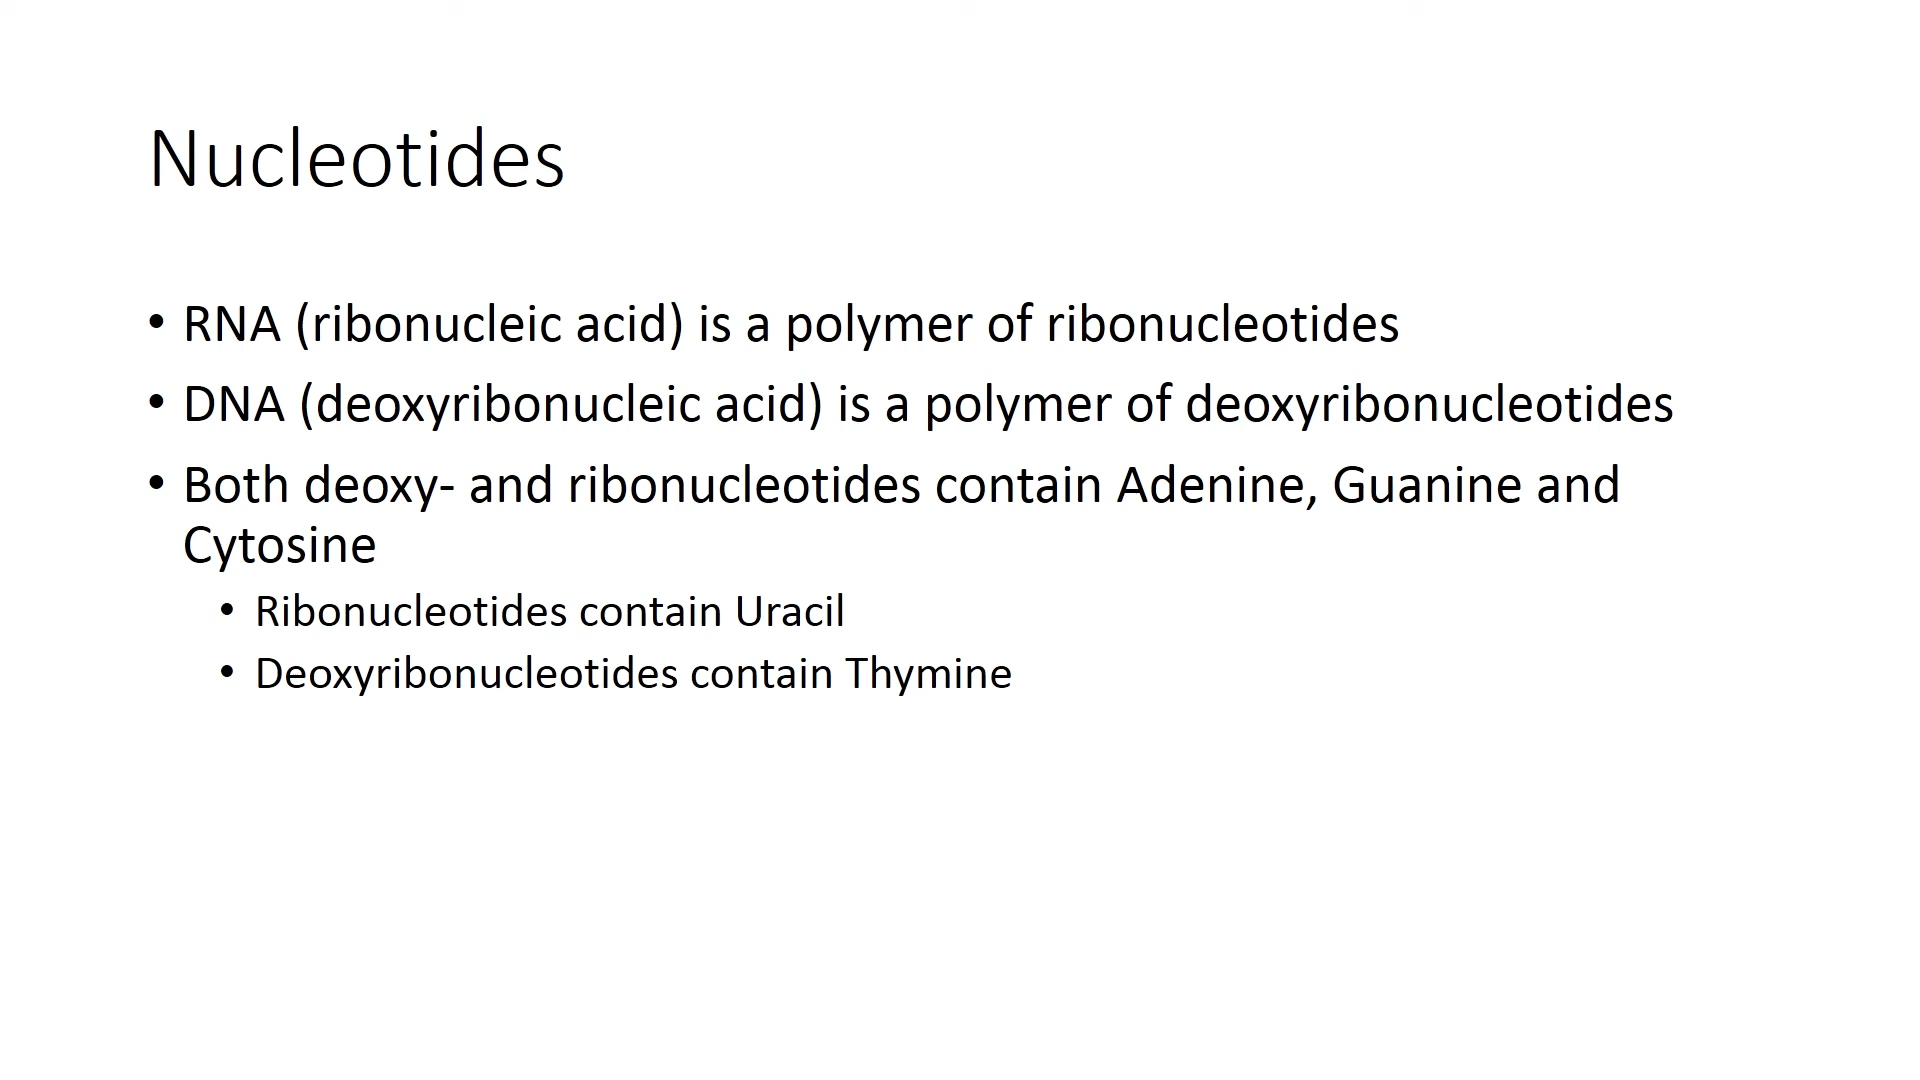 Nucleotides
• RNA (ribonucleic acid) is a polymer of ribonucleotides
• DNA (deoxyribonucleic acid) is a polymer of deoxyribonucleotides
• Both deoxy- and ribonucleotides contain Adenine, Guanine and
Cytosine
• Ribonucleotides contain Uracil
• Deoxyribonucleotides contain Thymine